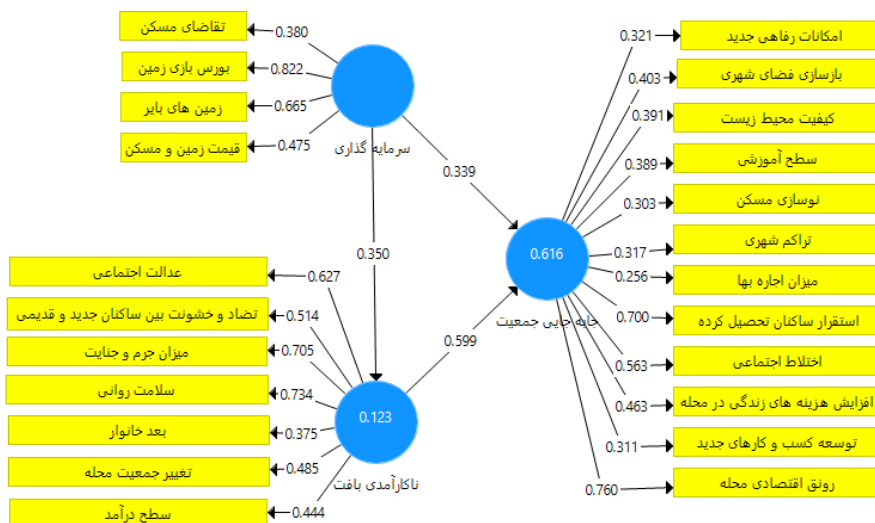 تقاضای مسکن
0.380
بورس بازی زمین
0.822
زمین های بایر
0.665
قیمت زمین و مسکن
0.475
سرمایه گذاری
0.339
0.350
0.599
امکانات رفاهی جدید
0.321
بازسازی فضای شهری
0.403
کیفیت محیط زیست
0.391
سطح آموزشی
0.389
نوسازی مسکن
0.303
تراکم شهری
0.317
میزان اجاره بها
0.256
استقرار ساکنان تحصیل کرده
0.700
اختلاط اجتماعی
0.563
افزایش هزینه های زندگی در محله
0.463
توسعه کسب و کارهای جدید
0.311
رونق اقتصادی محله
0.760
0.616
جابه جایی جمعیت
عدالت اجتماعی
0.627
تضاد و خشونت بین ساکنان جدید و قدیمی
0.514
میزان جرم و جنایت
0.705
سلامت روانی
0.734
بعد خانوار
0.375
تغییر جمعیت محله
0.485
سطح درآمد
0.444
0.123
ناکارآمدی بافت